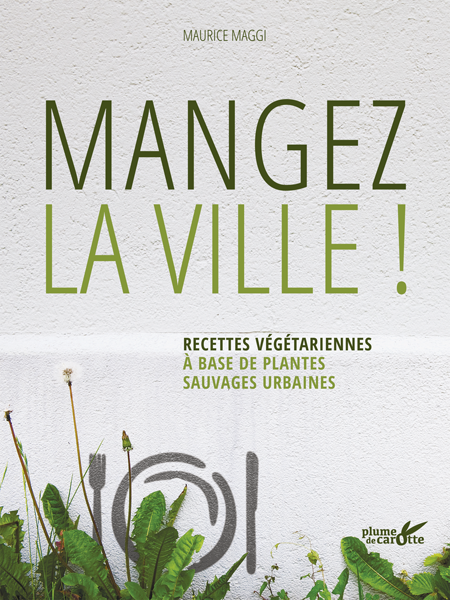 MAURICE MAGGI
MANGEZ
LA VILLE !
RECETTES VÉGÉTARIENNES
À BASE DE PLANTES
SAUVAGES URBAINES
plume
de carotte